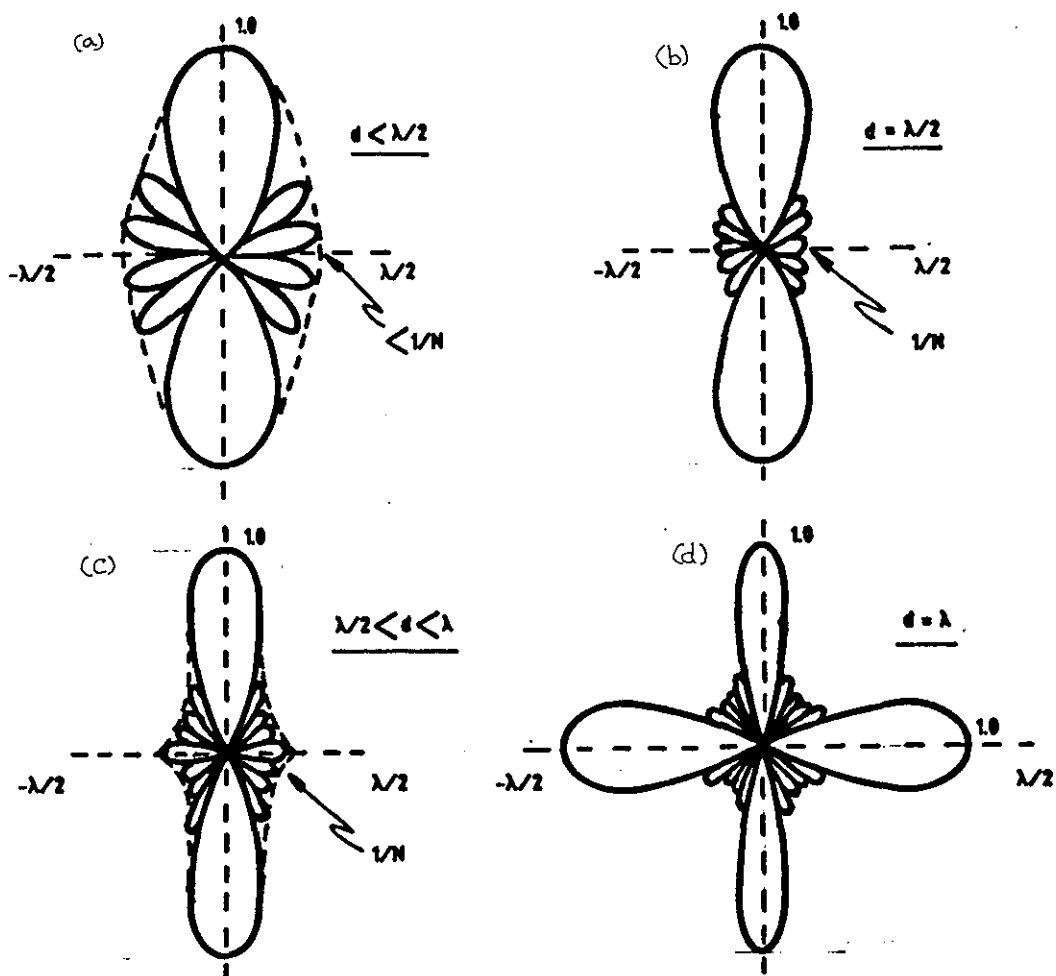 (a)
1.0
d < λ/2
-λ/2
λ/2
< 1/N
(b)
1.0
d = λ/2
-λ/2
λ/2
1/N
(c)
1.0
λ/2 < d < λ
-λ/2
λ/2
1/N
(d)
1.0
d = λ
1.0
-λ/2
λ/2